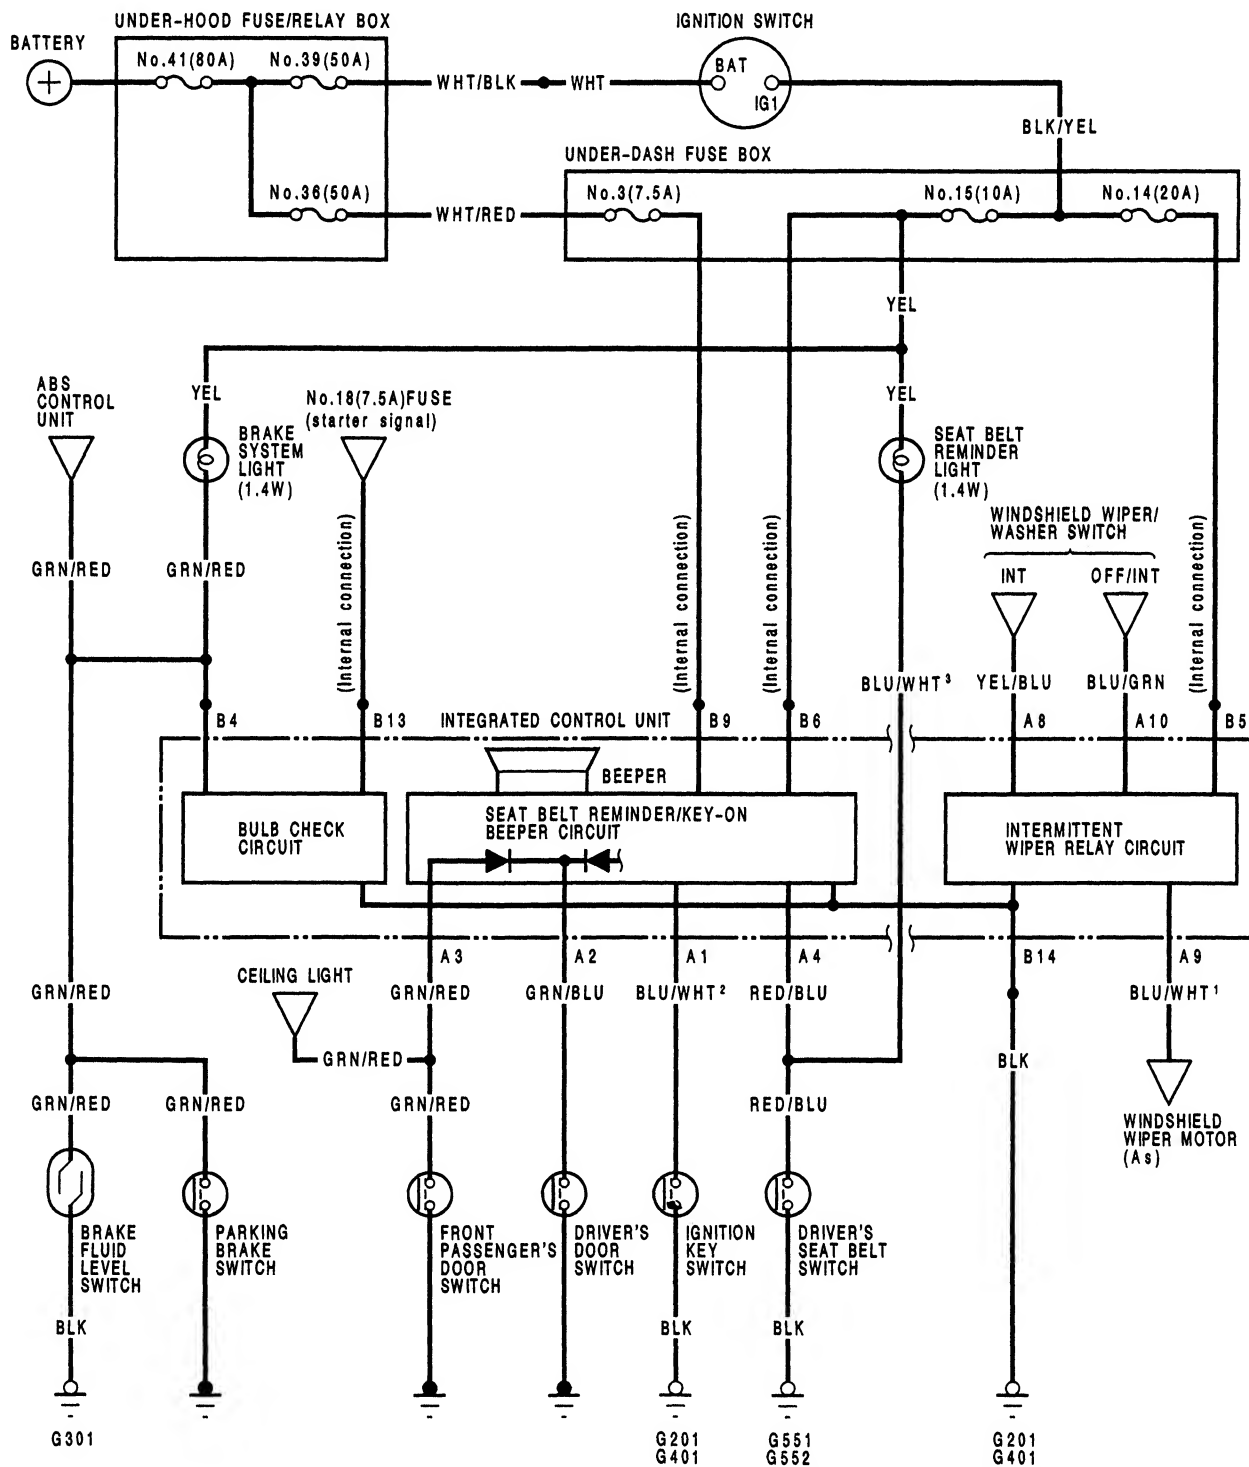 UNDER-HOOD FUSE/RELAY BOX
IGNITION SWITCH
BATTERY
No.41(80A)
No.39(50A)
BAT
WHT/BLK
WHT
IG1
BLK/YEL
UNDER-DASH FUSE BOX
No.36(50A)
No.3(7.5A)
No.15(10A)
No.14(20A)
WHT/RED
YEL
ABS
CONTROL
UNIT
YEL
No.18(7.5A)FUSE
(starter signal)
YEL
BRAKE
SYSTEM
LIGHT
(1.4W)
SEAT BELT
REMINDER
LIGHT
(1.4W)
WINDSHIELD WIPER/
WASHER SWITCH
(Internal connection)
(Internal connection)
(Internal connection)
(Internal connection)
GRN/RED
GRN/RED
INT
OFF/INT
BLU/WHT³
YEL/BLU
BLU/GRN
B4
B13
INTEGRATED CONTROL UNIT
B9
B6
A8
A10
B5
BEEPER
BULB CHECK
CIRCUIT
SEAT BELT REMINDER/KEY-ON
BEEPER CIRCUIT
INTERMITTENT
WIPER RELAY CIRCUIT
A3
A2
A1
A4
B14
A9
CEILING LIGHT
GRN/RED
GRN/RED
GRN/BLU
BLU/WHT²
RED/BLU
BLU/WHT¹
GRN/RED
BLK
GRN/RED
GRN/RED
GRN/RED
RED/BLU
WINDSHIELD
WIPER MOTOR
(As)
BRAKE
FLUID
LEVEL
SWITCH
PARKING
BRAKE
SWITCH
FRONT
PASSENGER'S
DOOR
SWITCH
DRIVER'S
DOOR
SWITCH
IGNITION
KEY
SWITCH
DRIVER'S
SEAT BELT
SWITCH
BLK
BLK
BLK
G301
G201
G401
G551
G552
G201
G401